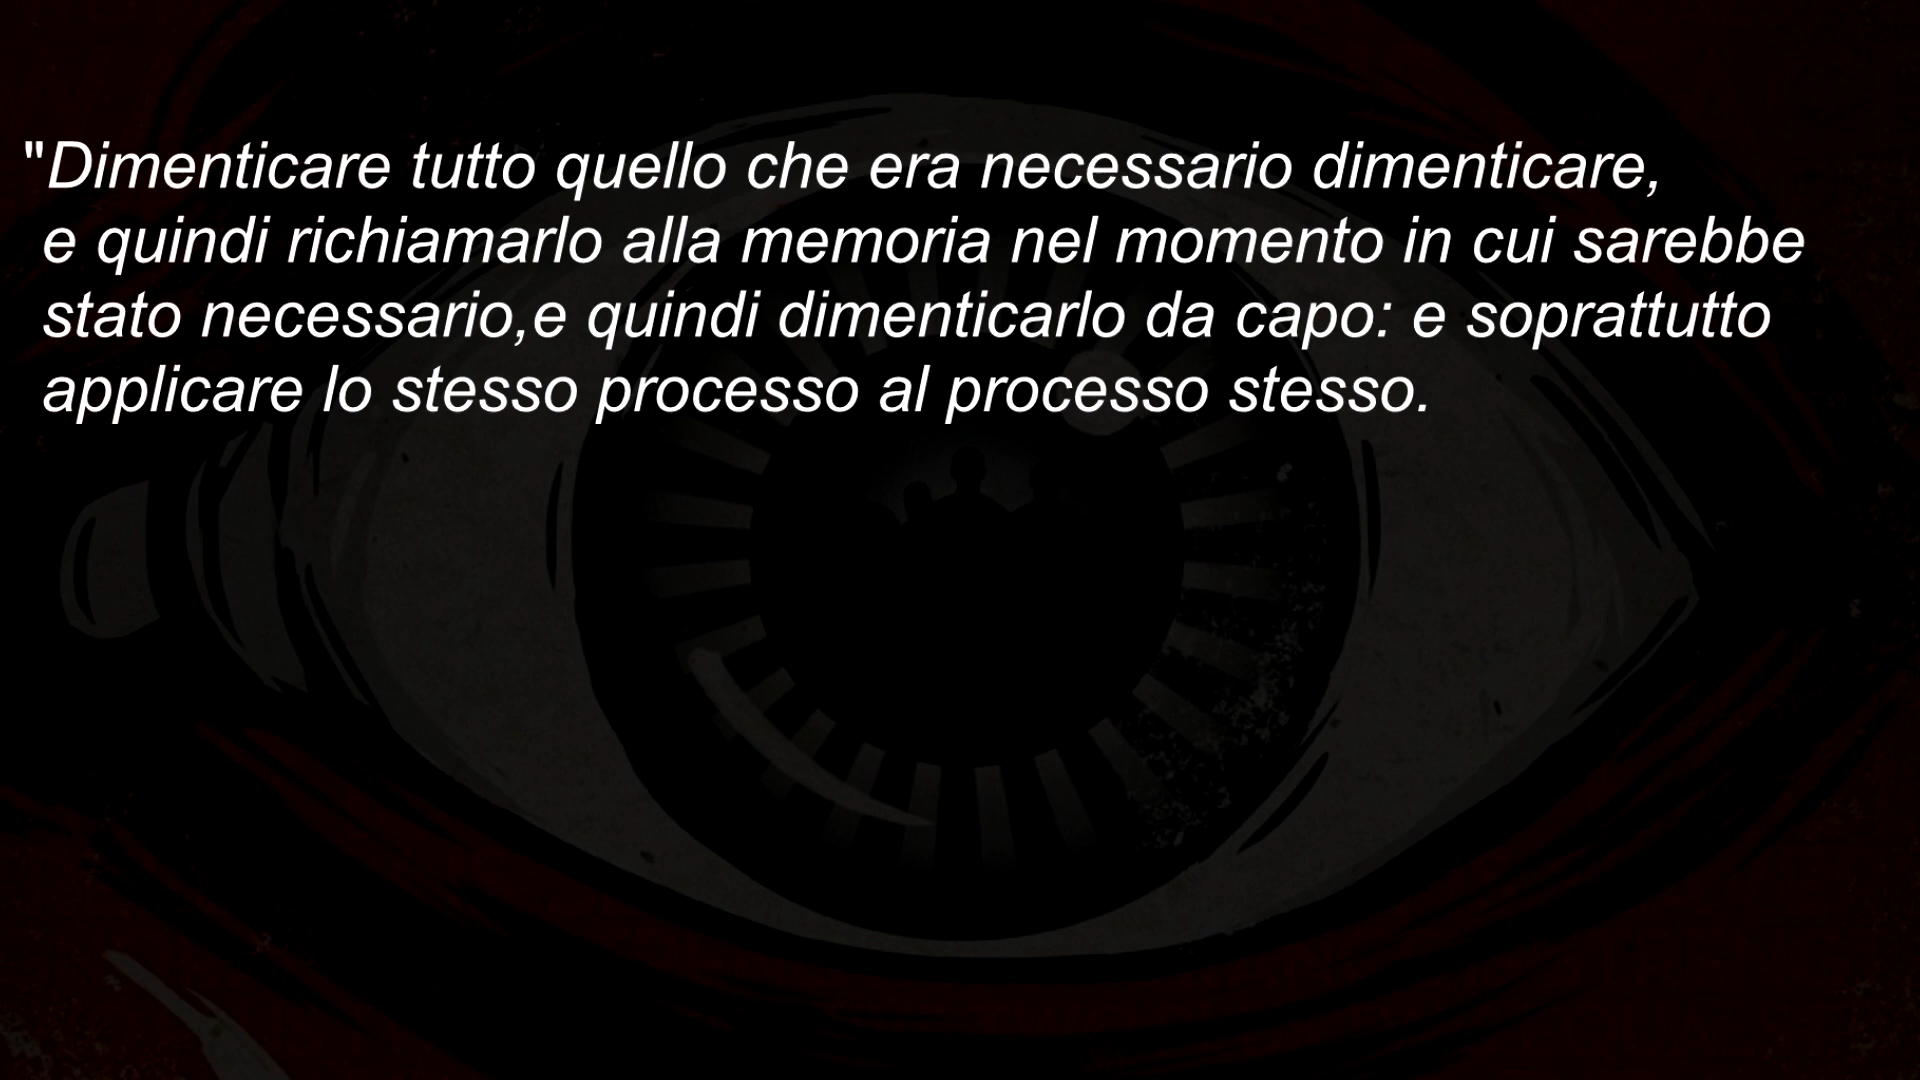 "Dimenticare tutto quello che era necessario dimenticare,
e quindi richiamarlo alla memoria nel momento in cui sarebbe
stato necessario,e quindi dimenticarlo da capo: e soprattutto
applicare lo stesso processo al processo stesso.